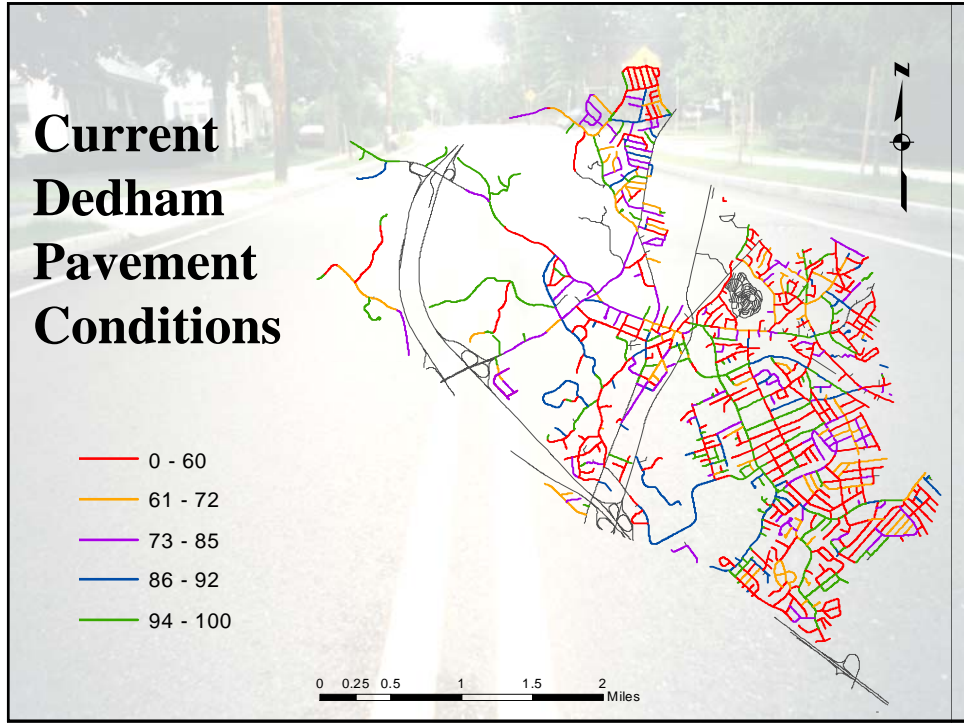 Current
Dedham
Pavement
Conditions
0 - 60
61 - 72
73 - 85
86 - 92
94 - 100
N
0 0.25 0.5 1 1.5 2
Miles